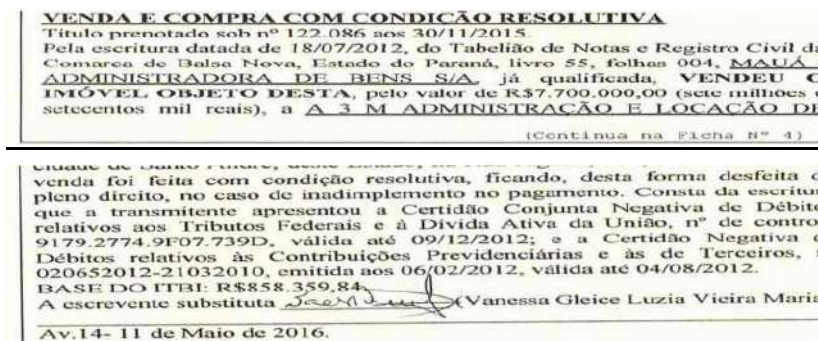 VENDA E COMPRA COM CONDIÇÃO RESOLUTIVA
Título prenotado sob nº 122.086 aos 30/11/2015.
Pela escritura datada de 18/07/2012, do Tabelião de Notas e Registro Civil da
Comarca de Balsa Nova, Estado do Paraná, livro 55, folhas 004, MAUÁ
ADMINISTRADORA DE BENS S/A, já qualificada, VENDEU O
IMÓVEL OBJETO DESTA, pelo valor de R$7.700.000,00 (sete milhões e
setecentos mil reais), a A 3 M ADMINISTRAÇÃO E LOCAÇÃO DE
(Continua na Ficha Nº 4)
cidade de Santo André, deste Estado,
venda foi feita com condição resolutiva, ficando, desta forma desfeita d
pleno direito, no caso de inadimplemento no pagamento. Consta da escritur
que a transmitente apresentou a Certidão Conjunta Negativa de Débito
relativos aos Tributos Federais e à Dívida Ativa da União, nº de contro
9179.2774.9F07.739D, válida até 09/12/2012; e a Certidão Negativa d
Débitos relativos às Contribuições Previdenciárias e às de Terceiros,
020652012-21032010, emitida aos 06/02/2012, válida até 04/08/2012.
BASE DO ITBI: R$858.359,84
A escrevente substituta (Vanessa Gleice Luzia Vieira Maria
Av.14- 11 de Maio de 2016.